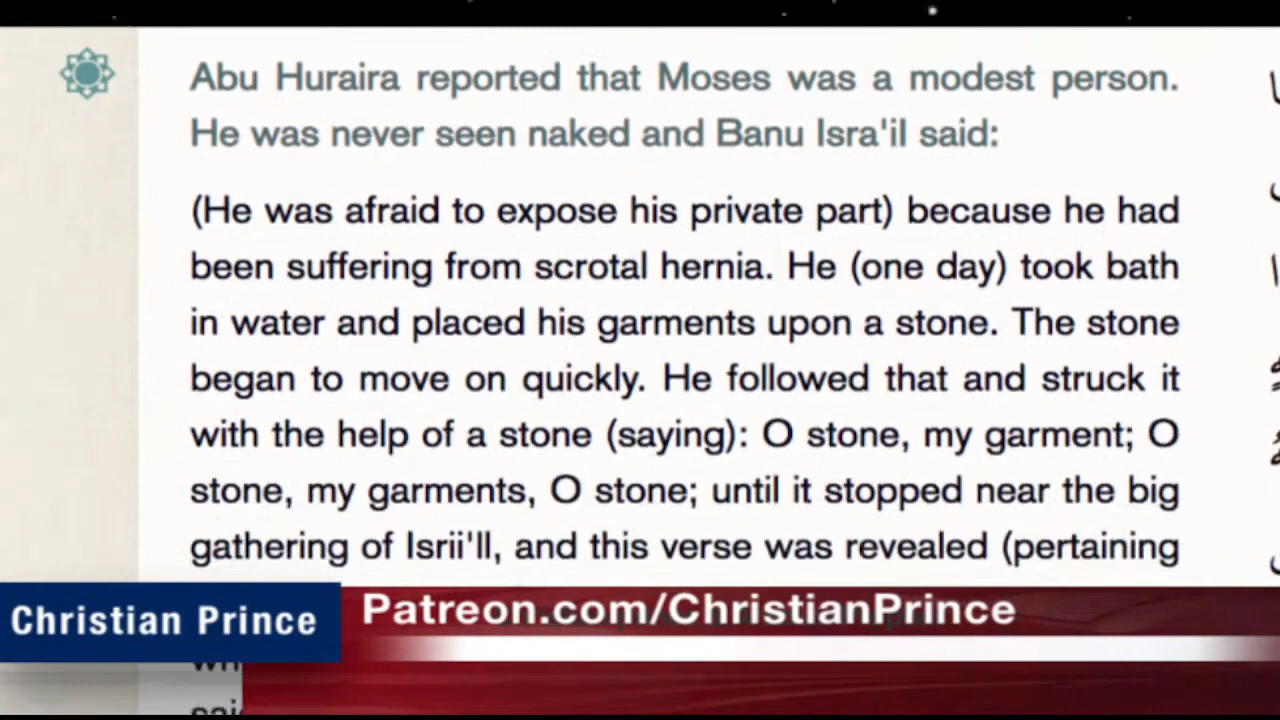 Abu Huraira reported that Moses was a modest person.
He was never seen naked and Banu Isra'il said:
(He was afraid to expose his private part) because he had
been suffering from scrotal hernia. He (one day) took bath
in water and placed his garments upon a stone. The stone
began to move on quickly. He followed that and struck it
with the help of a stone (saying): O stone, my garment; O
stone, my garments, O stone; until it stopped near the big
gathering of Isrii'll, and this verse was revealed (pertaining
Christian Prince
Patreon.com/ChristianPrince